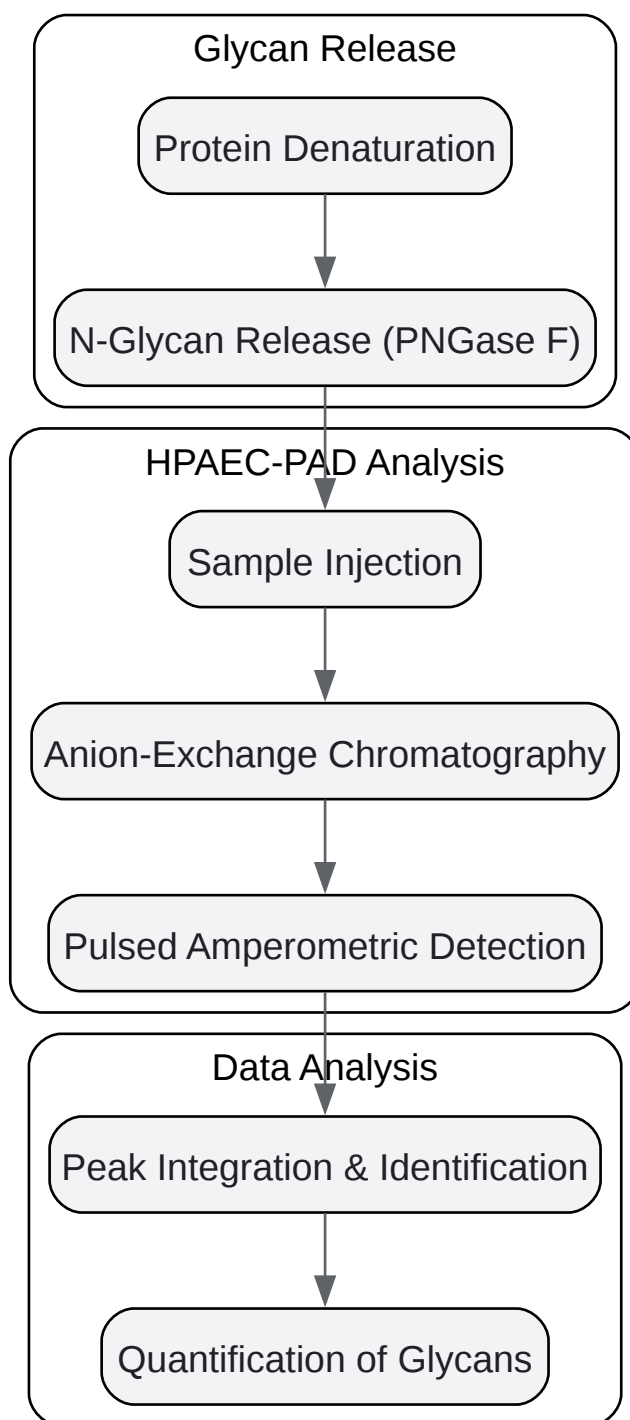 Glycan Release
Protein Denaturation
N-Glycan Release (PNGase F)
HPAEC-PAD Analysis
Sample Injection
Anion-Exchange Chromatography
Pulsed Amperometric Detection
Data Analysis
Peak Integration & Identification
Quantification of Glycans